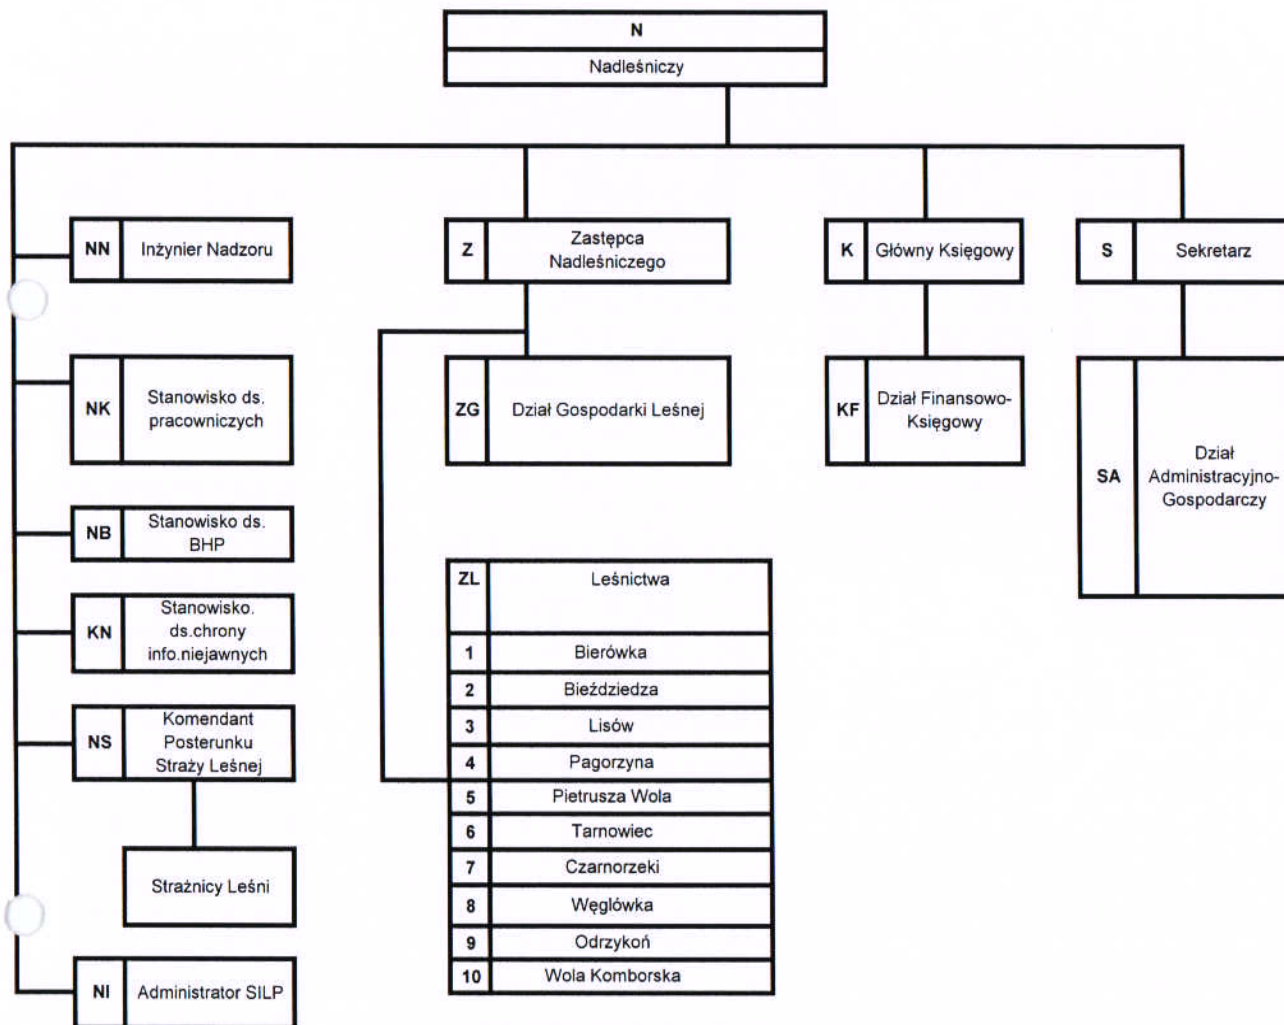 N
Nadleśniczy
NN
Inżynier Nadzoru
Z
Zastępca
Nadleśniczego
K
Główny Księgowy
S
Sekretarz
NK
Stanowisko ds.
pracowniczych
ZG
Dział Gospodarki Leśnej
KF
Dział Finansowo-
Księgowy
SA
Dział
Administracyjno-
Gospodarczy
NB
Stanowisko ds.
BHP
KN
Stanowisko.
ds.chrony
info.niejawnych
NS
Komendant
Posterunku
Straży Leśnej
Strażnicy Leśni
NI
Administrator SILP
ZL
Leśnictwa
1
Bierówka
2
Bieździedza
3
Lisów
4
Pagorzyna
5
Pietrusza Wola
6
Tarnowiec
7
Czarnorzeki
8
Węglówka
9
Odrzykoń
10
Wola Komborska